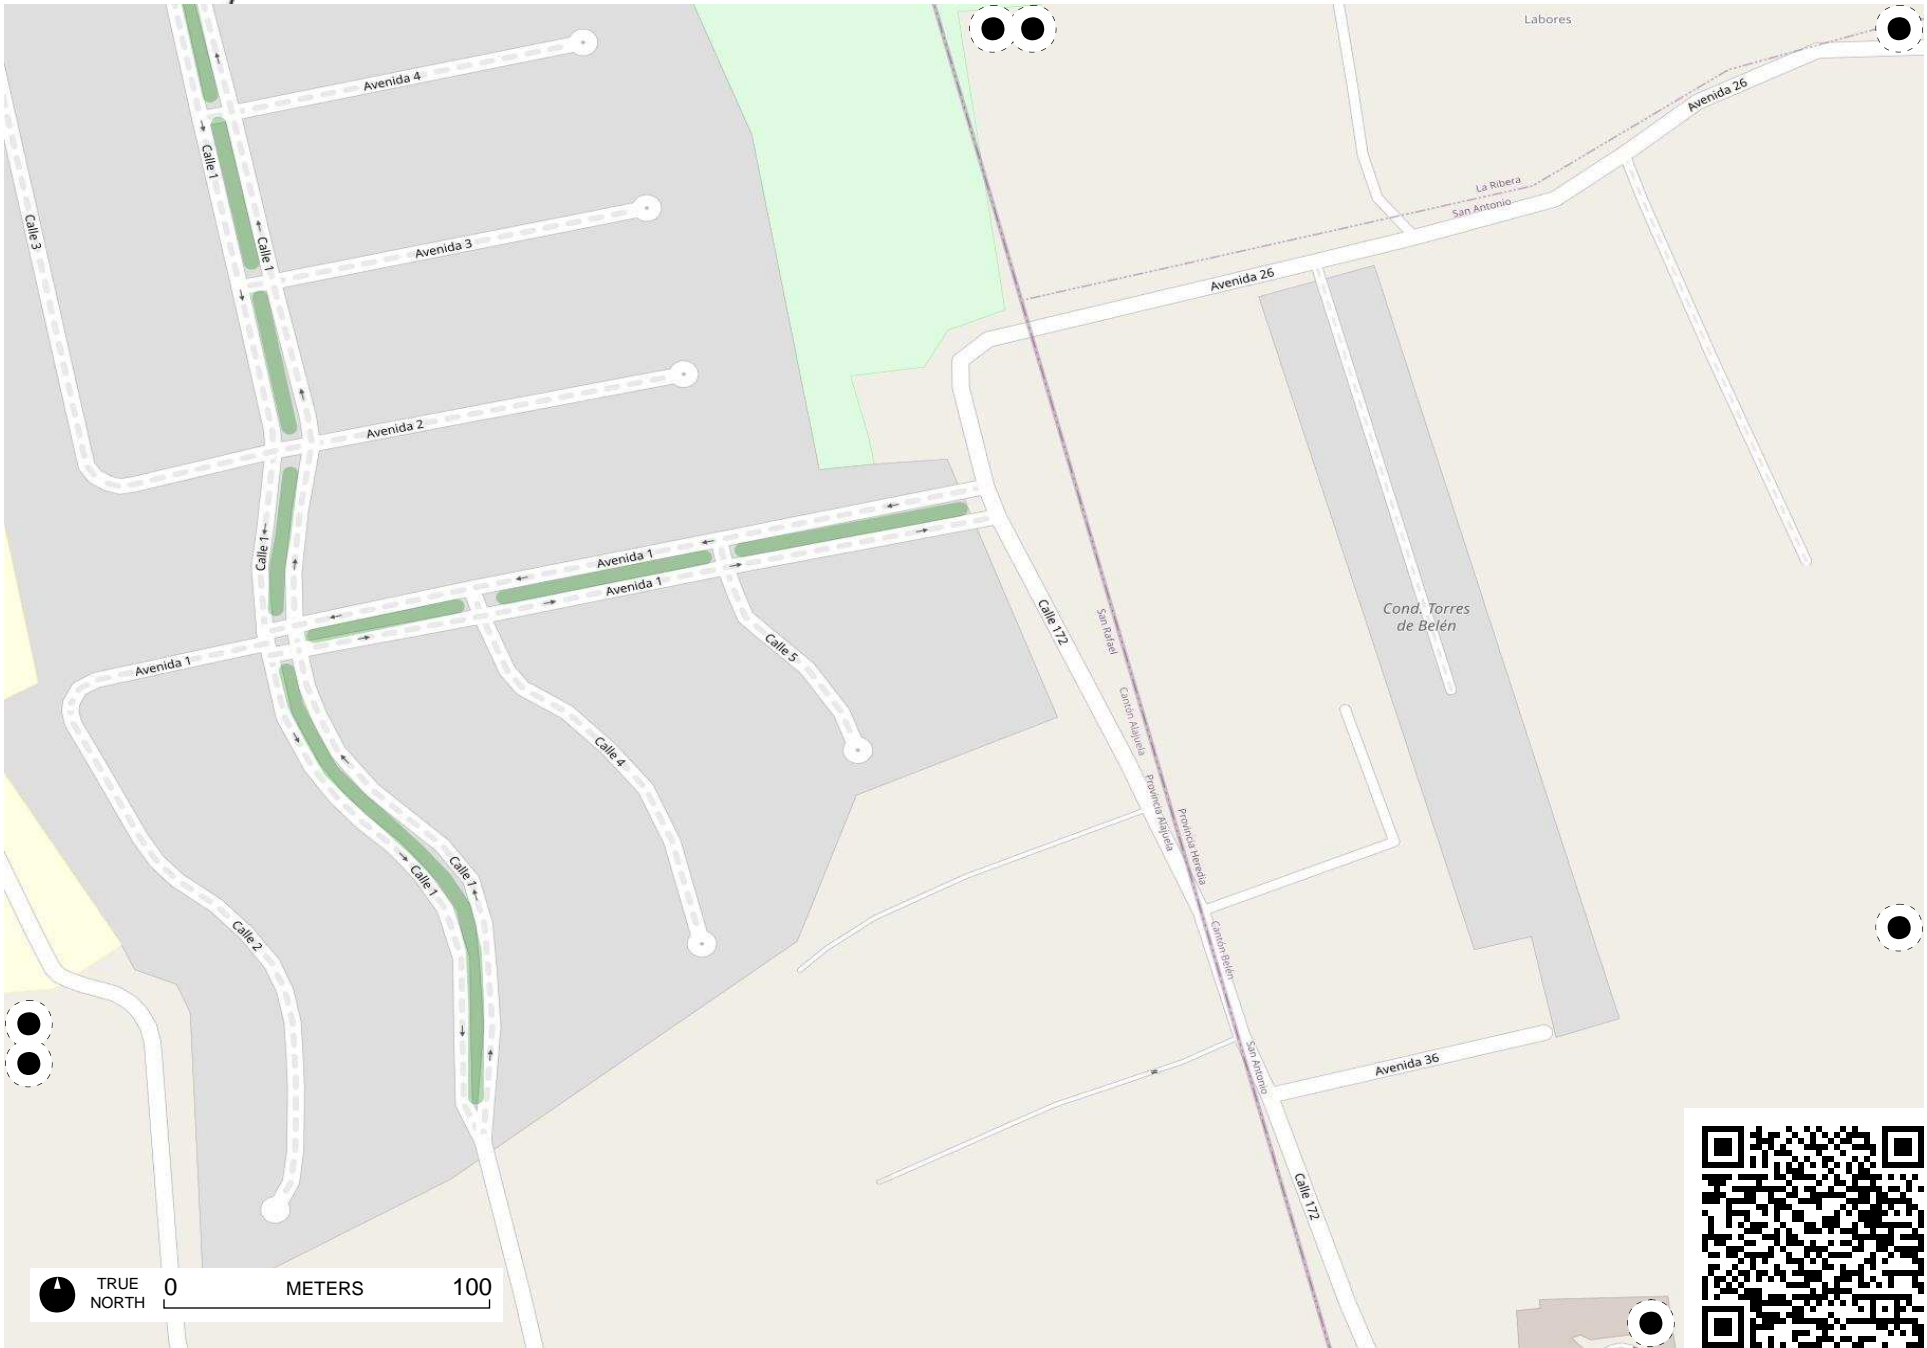 Labores
Avenida 4
Avenida 26
Calle 1
La Ribera
San Antonio
Calle 3
Calle 1
Avenida 3
Avenida 26
Avenida 2
Calle 1
Avenida 1
Avenida 1
Calle 172
San Rafael
Cond. Torres
de Belén
Calle 5
Avenida 1
Cantón Alajuela
Calle 4
Provincia Alajuela
Provincia Heredia
Calle 1
Calle 1
Calle 2
Cantón Belén
San Antonio
Avenida 36
Calle 172
TRUE
NORTH
0 METERS 100